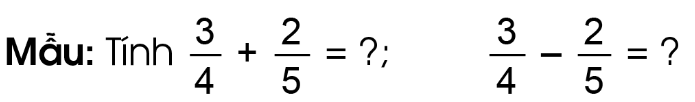 Mẫu: Tính 3/4 + 2/5 = ?; 3/4 – 2/5 = ?